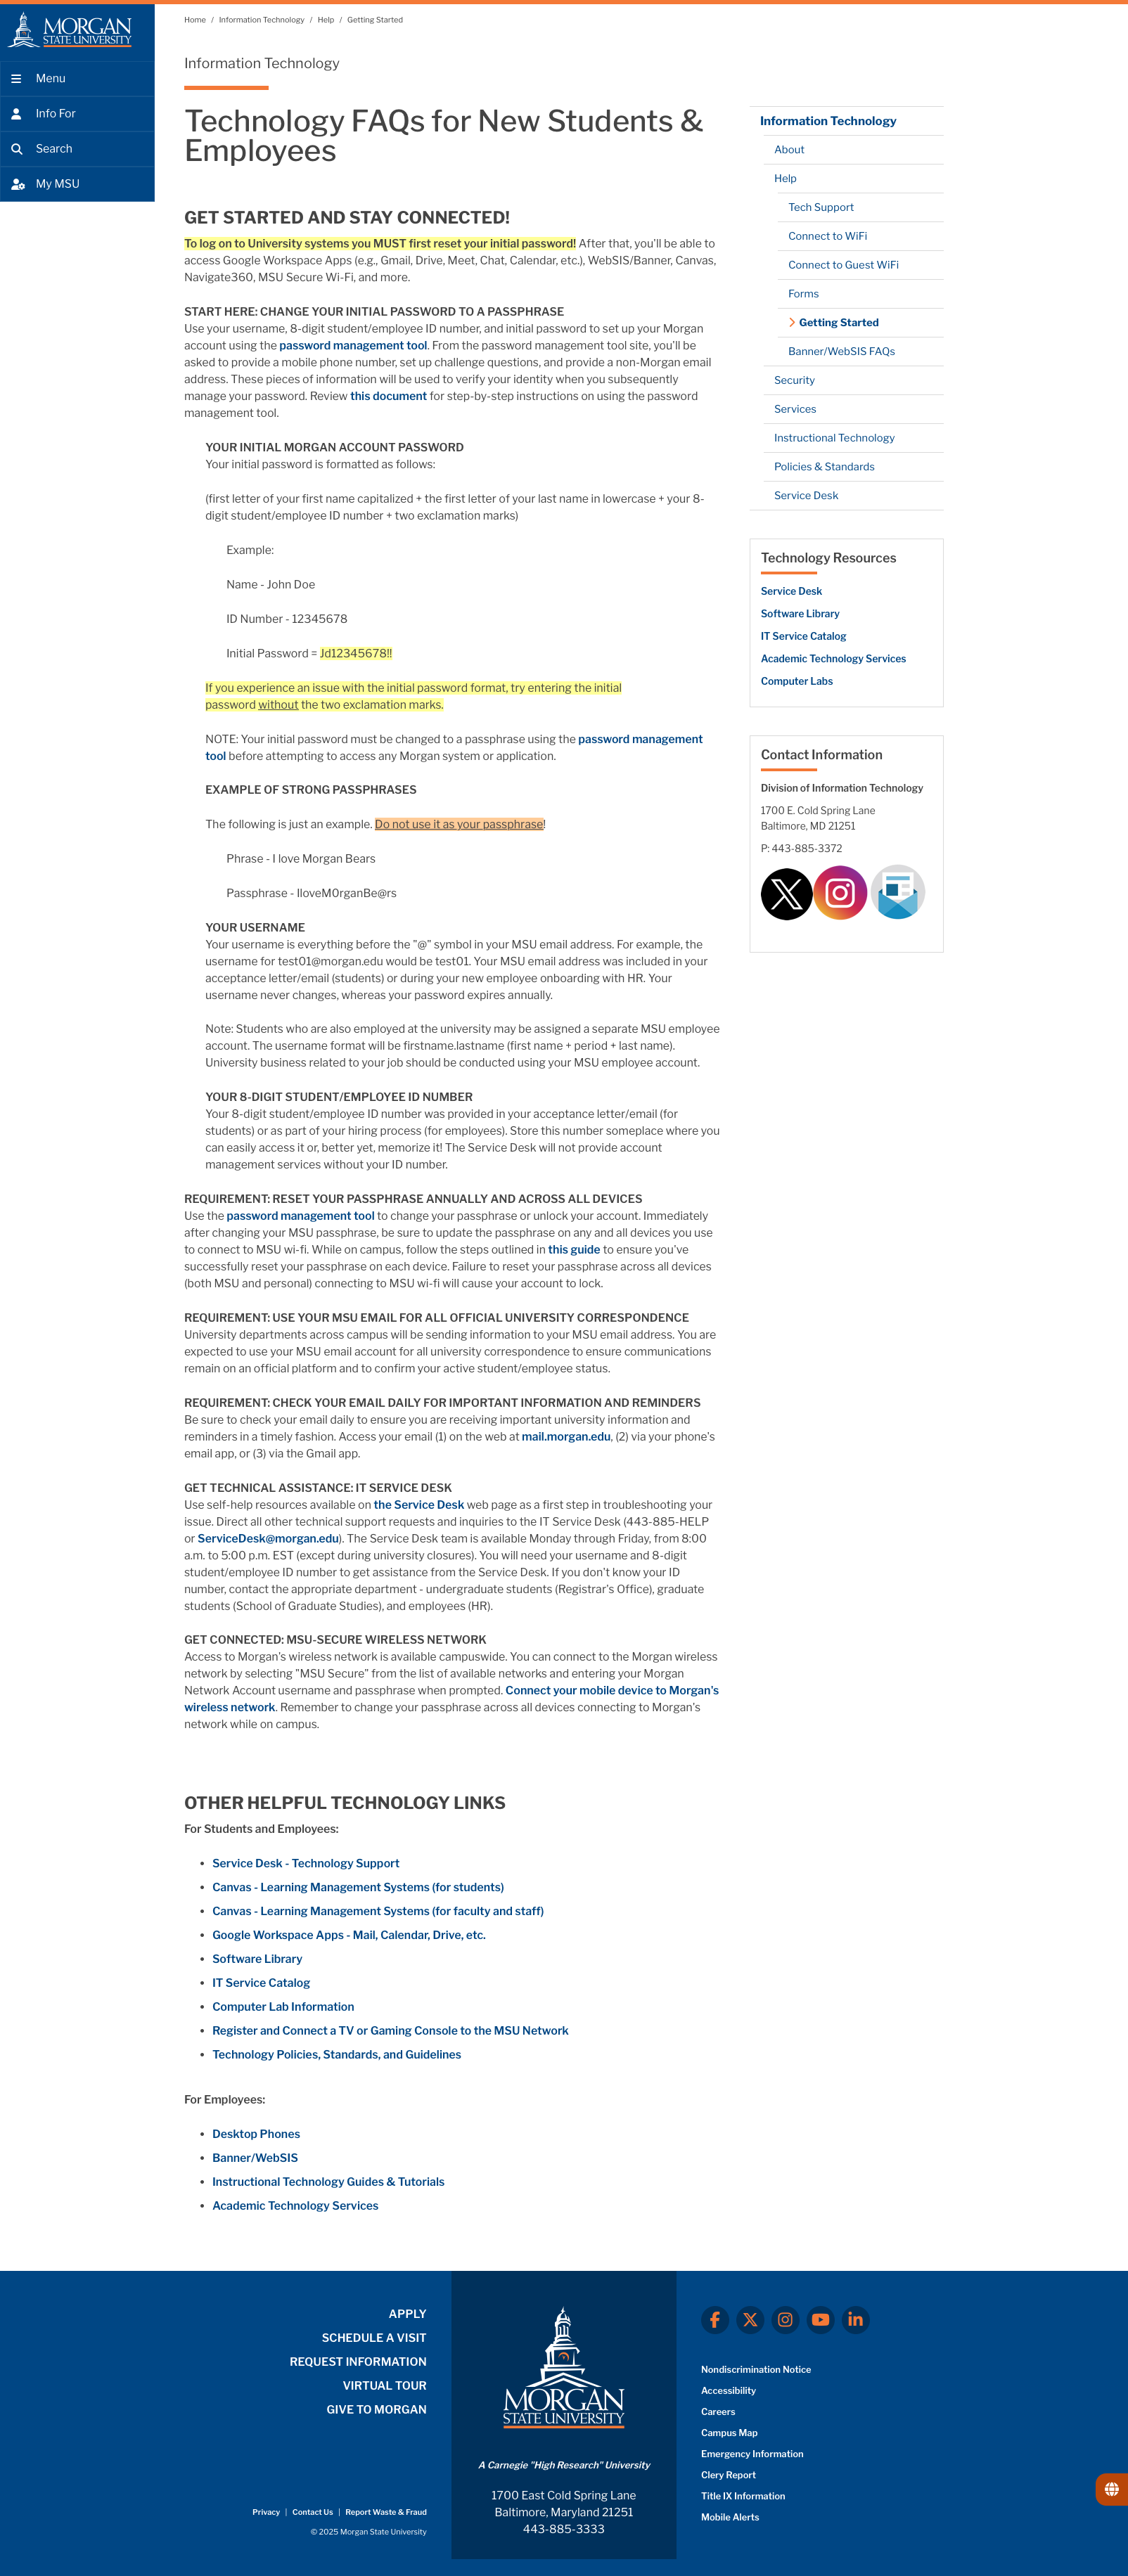 MORGAN
STATE UNIVERSITY
Menu
Info For
Search
My MSU
Home / Information Technology / Help / Getting Started
Information Technology
Technology FAQs for New Students &
Employees
GET STARTED AND STAY CONNECTED!
To log on to University systems you MUST first reset your initial password! After that, you'll be able to
access Google Workspace Apps (e.g., Gmail, Drive, Meet, Chat, Calendar, etc.), WebSIS/Banner, Canvas,
Navigate360, MSU Secure Wi-Fi, and more.
START HERE: CHANGE YOUR INITIAL PASSWORD TO A PASSPHRASE
Use your username, 8-digit student/employee ID number, and initial password to set up your Morgan
account using the password management tool. From the password management tool site, you'll be
asked to provide a mobile phone number, set up challenge questions, and provide a non-Morgan email
address. These pieces of information will be used to verify your identity when you subsequently
manage your password. Review this document for step-by-step instructions on using the password
management tool.
YOUR INITIAL MORGAN ACCOUNT PASSWORD
Your initial password is formatted as follows:
(first letter of your first name capitalized + the first letter of your last name in lowercase + your 8-
digit student/employee ID number + two exclamation marks)
Example:
Name - John Doe
ID Number - 12345678
Initial Password = Jd12345678!!
If you experience an issue with the initial password format, try entering the initial
password without the two exclamation marks.
NOTE: Your initial password must be changed to a passphrase using the password management
tool before attempting to access any Morgan system or application.
EXAMPLE OF STRONG PASSPHRASES
The following is just an example. Do not use it as your passphrase!
Phrase - I love Morgan Bears
Passphrase - IloveM0rganBe@rs
YOUR USERNAME
Your username is everything before the "@" symbol in your MSU email address. For example, the
username for test01@morgan.edu would be test01. Your MSU email address was included in your
acceptance letter/email (students) or during your new employee onboarding with HR. Your
username never changes, whereas your password expires annually.
Note: Students who are also employed at the university may be assigned a separate MSU employee
account. The username format will be firstname.lastname (first name + period + last name).
University business related to your job should be conducted using your MSU employee account.
YOUR 8-DIGIT STUDENT/EMPLOYEE ID NUMBER
Your 8-digit student/employee ID number was provided in your acceptance letter/email (for
students) or as part of your hiring process (for employees). Store this number someplace where you
can easily access it or, better yet, memorize it! The Service Desk will not provide account
management services without your ID number.
REQUIREMENT: RESET YOUR PASSPHRASE ANNUALLY AND ACROSS ALL DEVICES
Use the password management tool to change your passphrase or unlock your account. Immediately
after changing your MSU passphrase, be sure to update the passphrase on any and all devices you use
to connect to MSU wi-fi. While on campus, follow the steps outlined in this guide to ensure you've
successfully reset your passphrase on each device. Failure to reset your passphrase across all devices
(both MSU and personal) connecting to MSU wi-fi will cause your account to lock.
REQUIREMENT: USE YOUR MSU EMAIL FOR ALL OFFICIAL UNIVERSITY CORRESPONDENCE
University departments across campus will be sending information to your MSU email address. You are
expected to use your MSU email account for all university correspondence to ensure communications
remain on an official platform and to confirm your active student/employee status.
REQUIREMENT: CHECK YOUR EMAIL DAILY FOR IMPORTANT INFORMATION AND REMINDERS
Be sure to check your email daily to ensure you are receiving important university information and
reminders in a timely fashion. Access your email (1) on the web at mail.morgan.edu, (2) via your phone's
email app, or (3) via the Gmail app.
GET TECHNICAL ASSISTANCE: IT SERVICE DESK
Use self-help resources available on the Service Desk web page as a first step in troubleshooting your
issue. Direct all other technical support requests and inquiries to the IT Service Desk (443-885-HELP
or ServiceDesk@morgan.edu). The Service Desk team is available Monday through Friday, from 8:00
a.m. to 5:00 p.m. EST (except during university closures). You will need your username and 8-digit
student/employee ID number to get assistance from the Service Desk. If you don't know your ID
number, contact the appropriate department - undergraduate students (Registrar's Office), graduate
students (School of Graduate Studies), and employees (HR).
GET CONNECTED: MSU-SECURE WIRELESS NETWORK
Access to Morgan's wireless network is available campuswide. You can connect to the Morgan wireless
network by selecting "MSU Secure" from the list of available networks and entering your Morgan
Network Account username and passphrase when prompted. Connect your mobile device to Morgan's
wireless network. Remember to change your passphrase across all devices connecting to Morgan's
network while on campus.
OTHER HELPFUL TECHNOLOGY LINKS
For Students and Employees:
• Service Desk - Technology Support
• Canvas - Learning Management Systems (for students)
• Canvas - Learning Management Systems (for faculty and staff)
• Google Workspace Apps - Mail, Calendar, Drive, etc.
• Software Library
• IT Service Catalog
• Computer Lab Information
• Register and Connect a TV or Gaming Console to the MSU Network
• Technology Policies, Standards, and Guidelines
For Employees:
• Desktop Phones
• Banner/WebSIS
• Instructional Technology Guides & Tutorials
• Academic Technology Services
Information Technology
About
Help
Tech Support
Connect to WiFi
Connect to Guest WiFi
Forms
Getting Started
Banner/WebSIS FAQs
Security
Services
Instructional Technology
Policies & Standards
Service Desk
Technology Resources
Service Desk
Software Library
IT Service Catalog
Academic Technology Services
Computer Labs
Contact Information
Division of Information Technology
1700 E. Cold Spring Lane
Baltimore, MD 21251
P: 443-885-3372
APPLY
SCHEDULE A VISIT
REQUEST INFORMATION
VIRTUAL TOUR
GIVE TO MORGAN
Privacy | Contact Us | Report Waste & Fraud
© 2025 Morgan State University
MORGAN
STATE UNIVERSITY
A Carnegie "High Research" University
1700 East Cold Spring Lane
Baltimore, Maryland 21251
443-885-3333
Nondiscrimination Notice
Accessibility
Careers
Campus Map
Emergency Information
Clery Report
Title IX Information
Mobile Alerts